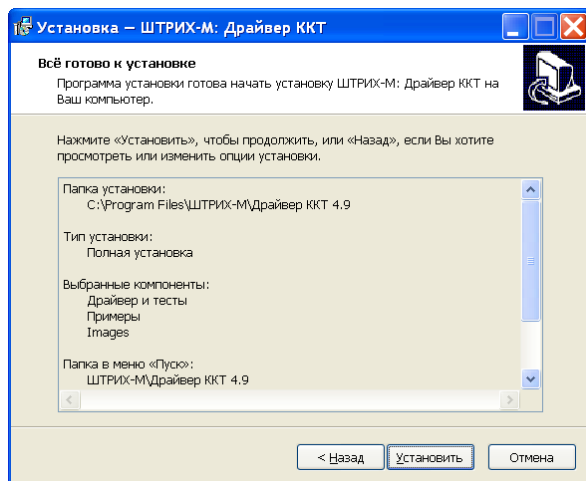 Установка — ШТРИХ-М: Драйвер ККТ
Всё готово к установке
Программа установки готова начать установку ШТРИХ-М: Драйвер ККТ на
Ваш компьютер.
Нажмите «Установить», чтобы продолжить, или «Назад», если Вы хотите
просмотреть или изменить опции установки.
Папка установки:
C:\Program Files\ШТРИХ-М\Драйвер ККТ 4.9
Тип установки:
Полная установка
Выбранные компоненты:
Драйвер и тесты
Примеры
Images
Папка в меню «Пуск»:
ШТРИХ-М\Драйвер ККТ 4.9
< Назад
Установить
Отмена